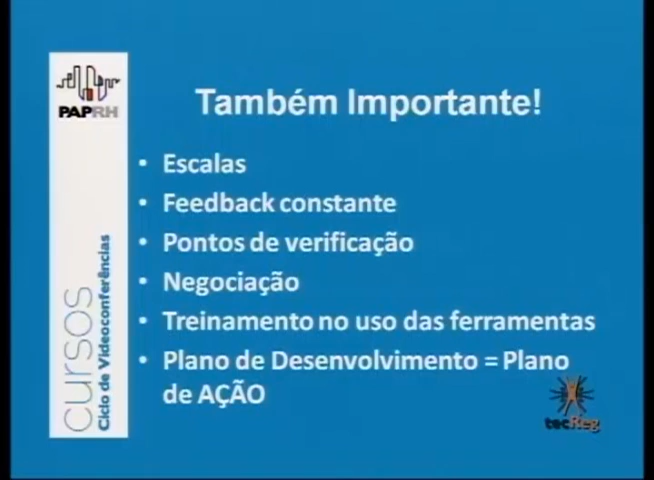 PAPRH
cursos
Ciclo de Videoconferências
Também Importante!
• Escalas
• Feedback constante
• Pontos de verificação
• Negociação
• Treinamento no uso das ferramentas
• Plano de Desenvolvimento = Plano
de AÇÃO
tecReg